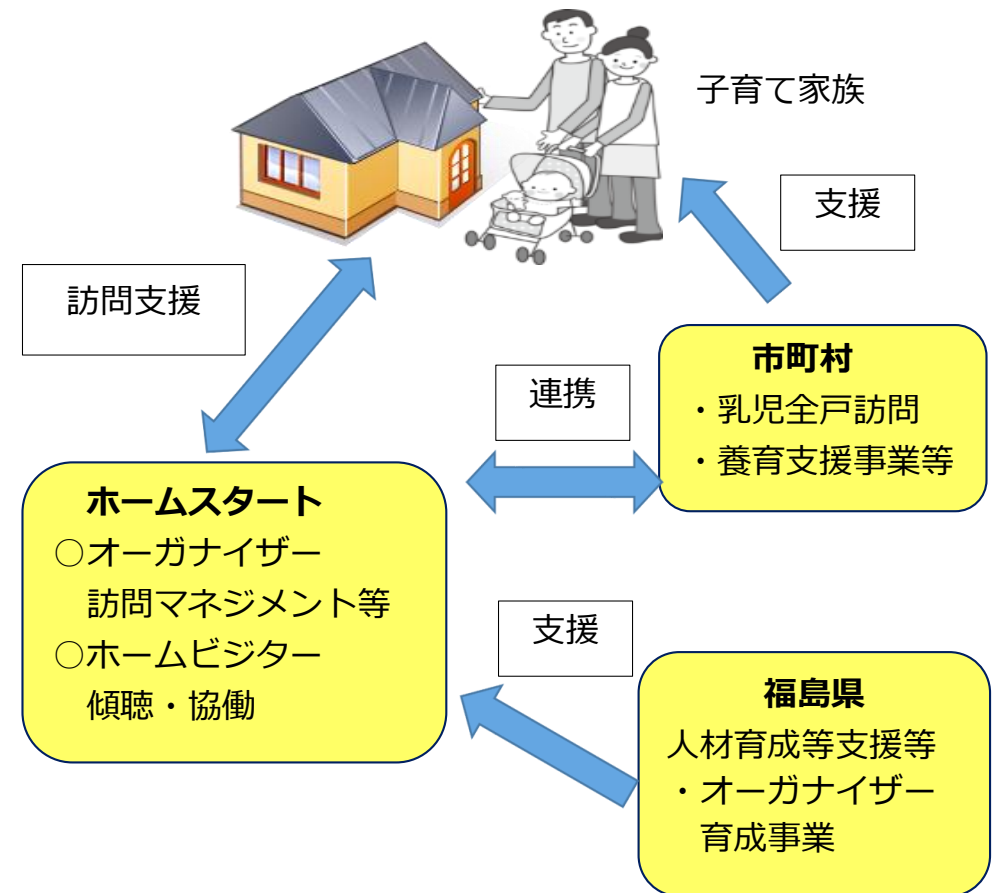 子育て家族
支援
訪問支援
市町村
・乳児全戸訪問
・養育支援事業等
連携
ホームスタート
○オーガナイザー
訪問マネジメント等
○ホームビジター
傾聴・協働
支援
福島県
人材育成等支援等
・オーガナイザー
育成事業